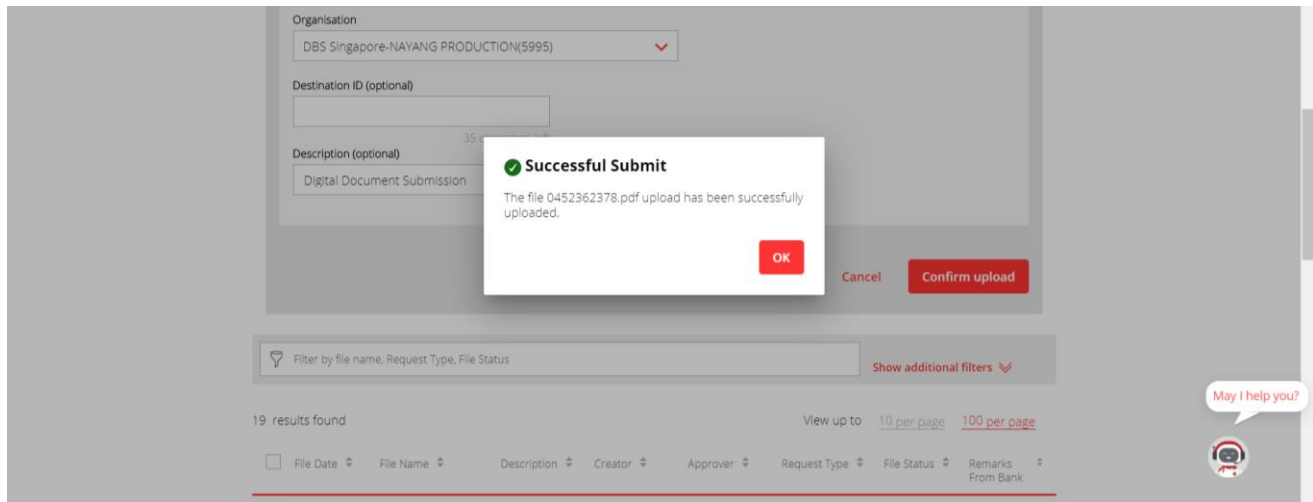 Organisation
DBS Singapore-NAYANG PRODUCTION(5995)
Destination ID (optional)
35
Description (optional)
Digital Document Submission
Successful Submit
The file 0452362378.pdf upload has been successfully
uploaded.
OK
Cancel
Confirm upload
Filter by file name, Request Type, File Status
Show additional filters
19 results found
View up to 10 per page 100 per page
File Date File Name Description Creator Approver Request Type File Status Remarks
From Bank
May I help you?